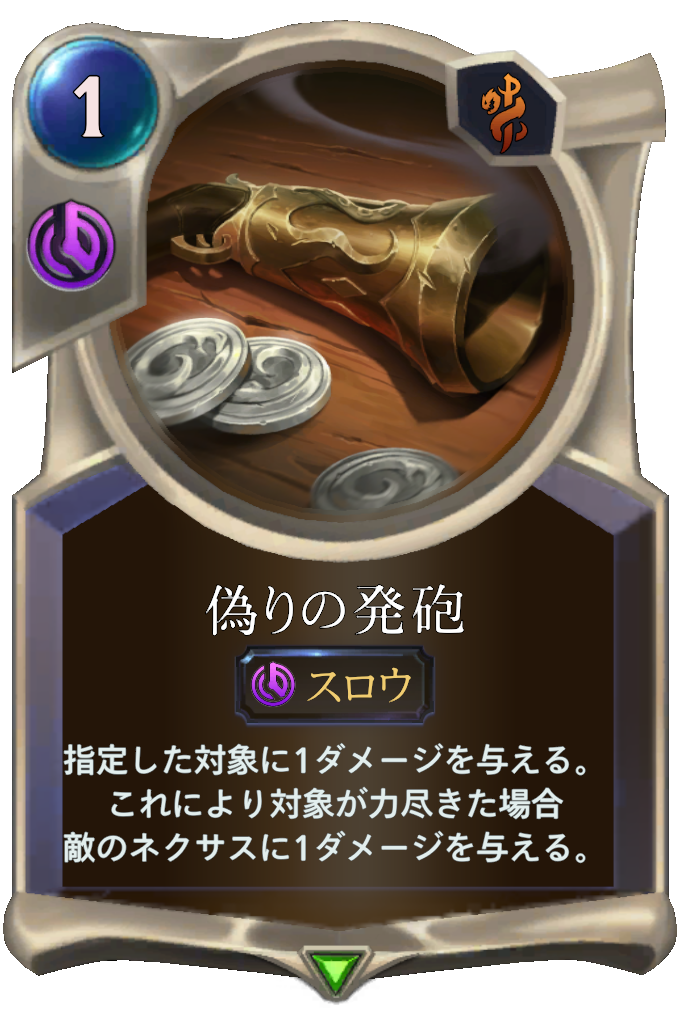 1
偽りの発砲
スロウ
指定した対象に1ダメージを与える。
これにより対象が力尽きた場合
敵のネクサスに1ダメージを与える。